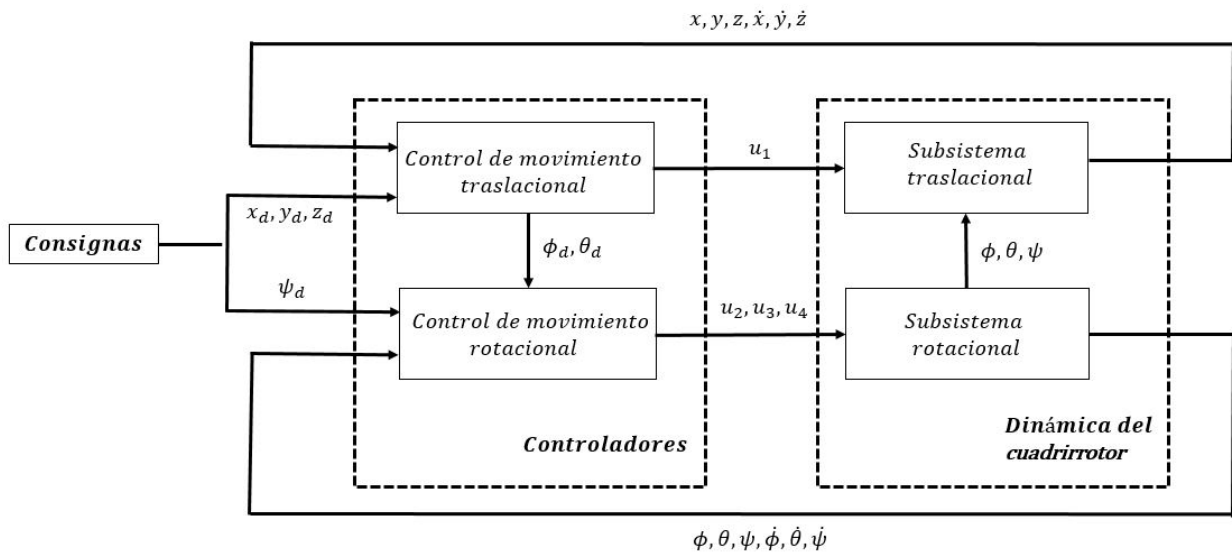 x, y, z, ẋ, ẏ, ż
Control de movimiento
traslacional
u₁
Subsistema
traslacional
x_d, y_d, z_d
Consignas
ϕ_d, θ_d
ϕ, θ, ψ
ψ_d
Control de movimiento
rotacional
u₂, u₃, u₄
Subsistema
rotacional
Controladores
Dinámica del
cuadrirrotor
ϕ, θ, ψ, ϕ̇, θ̇, ψ̇